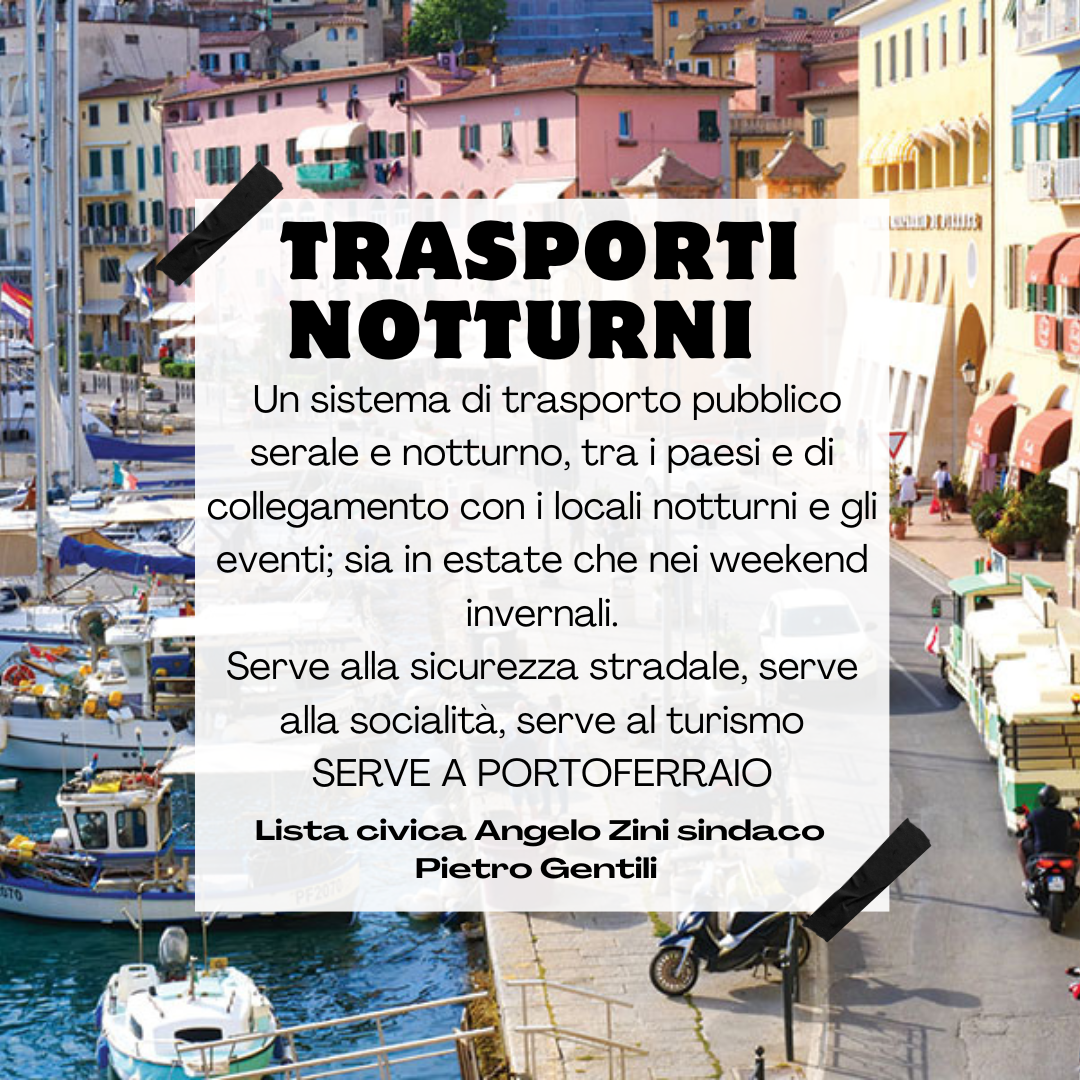 TRASPORTI
NOTTURNI
Un sistema di trasporto pubblico
serale e notturno, tra i paesi e di
collegamento con i locali notturni e gli
eventi; sia in estate che nei weekend
invernali.
Serve alla sicurezza stradale, serve
alla socialità, serve al turismo
SERVE A PORTOFERRAIO
Lista civica Angelo Zini sindaco
Pietro Gentili
PF2070